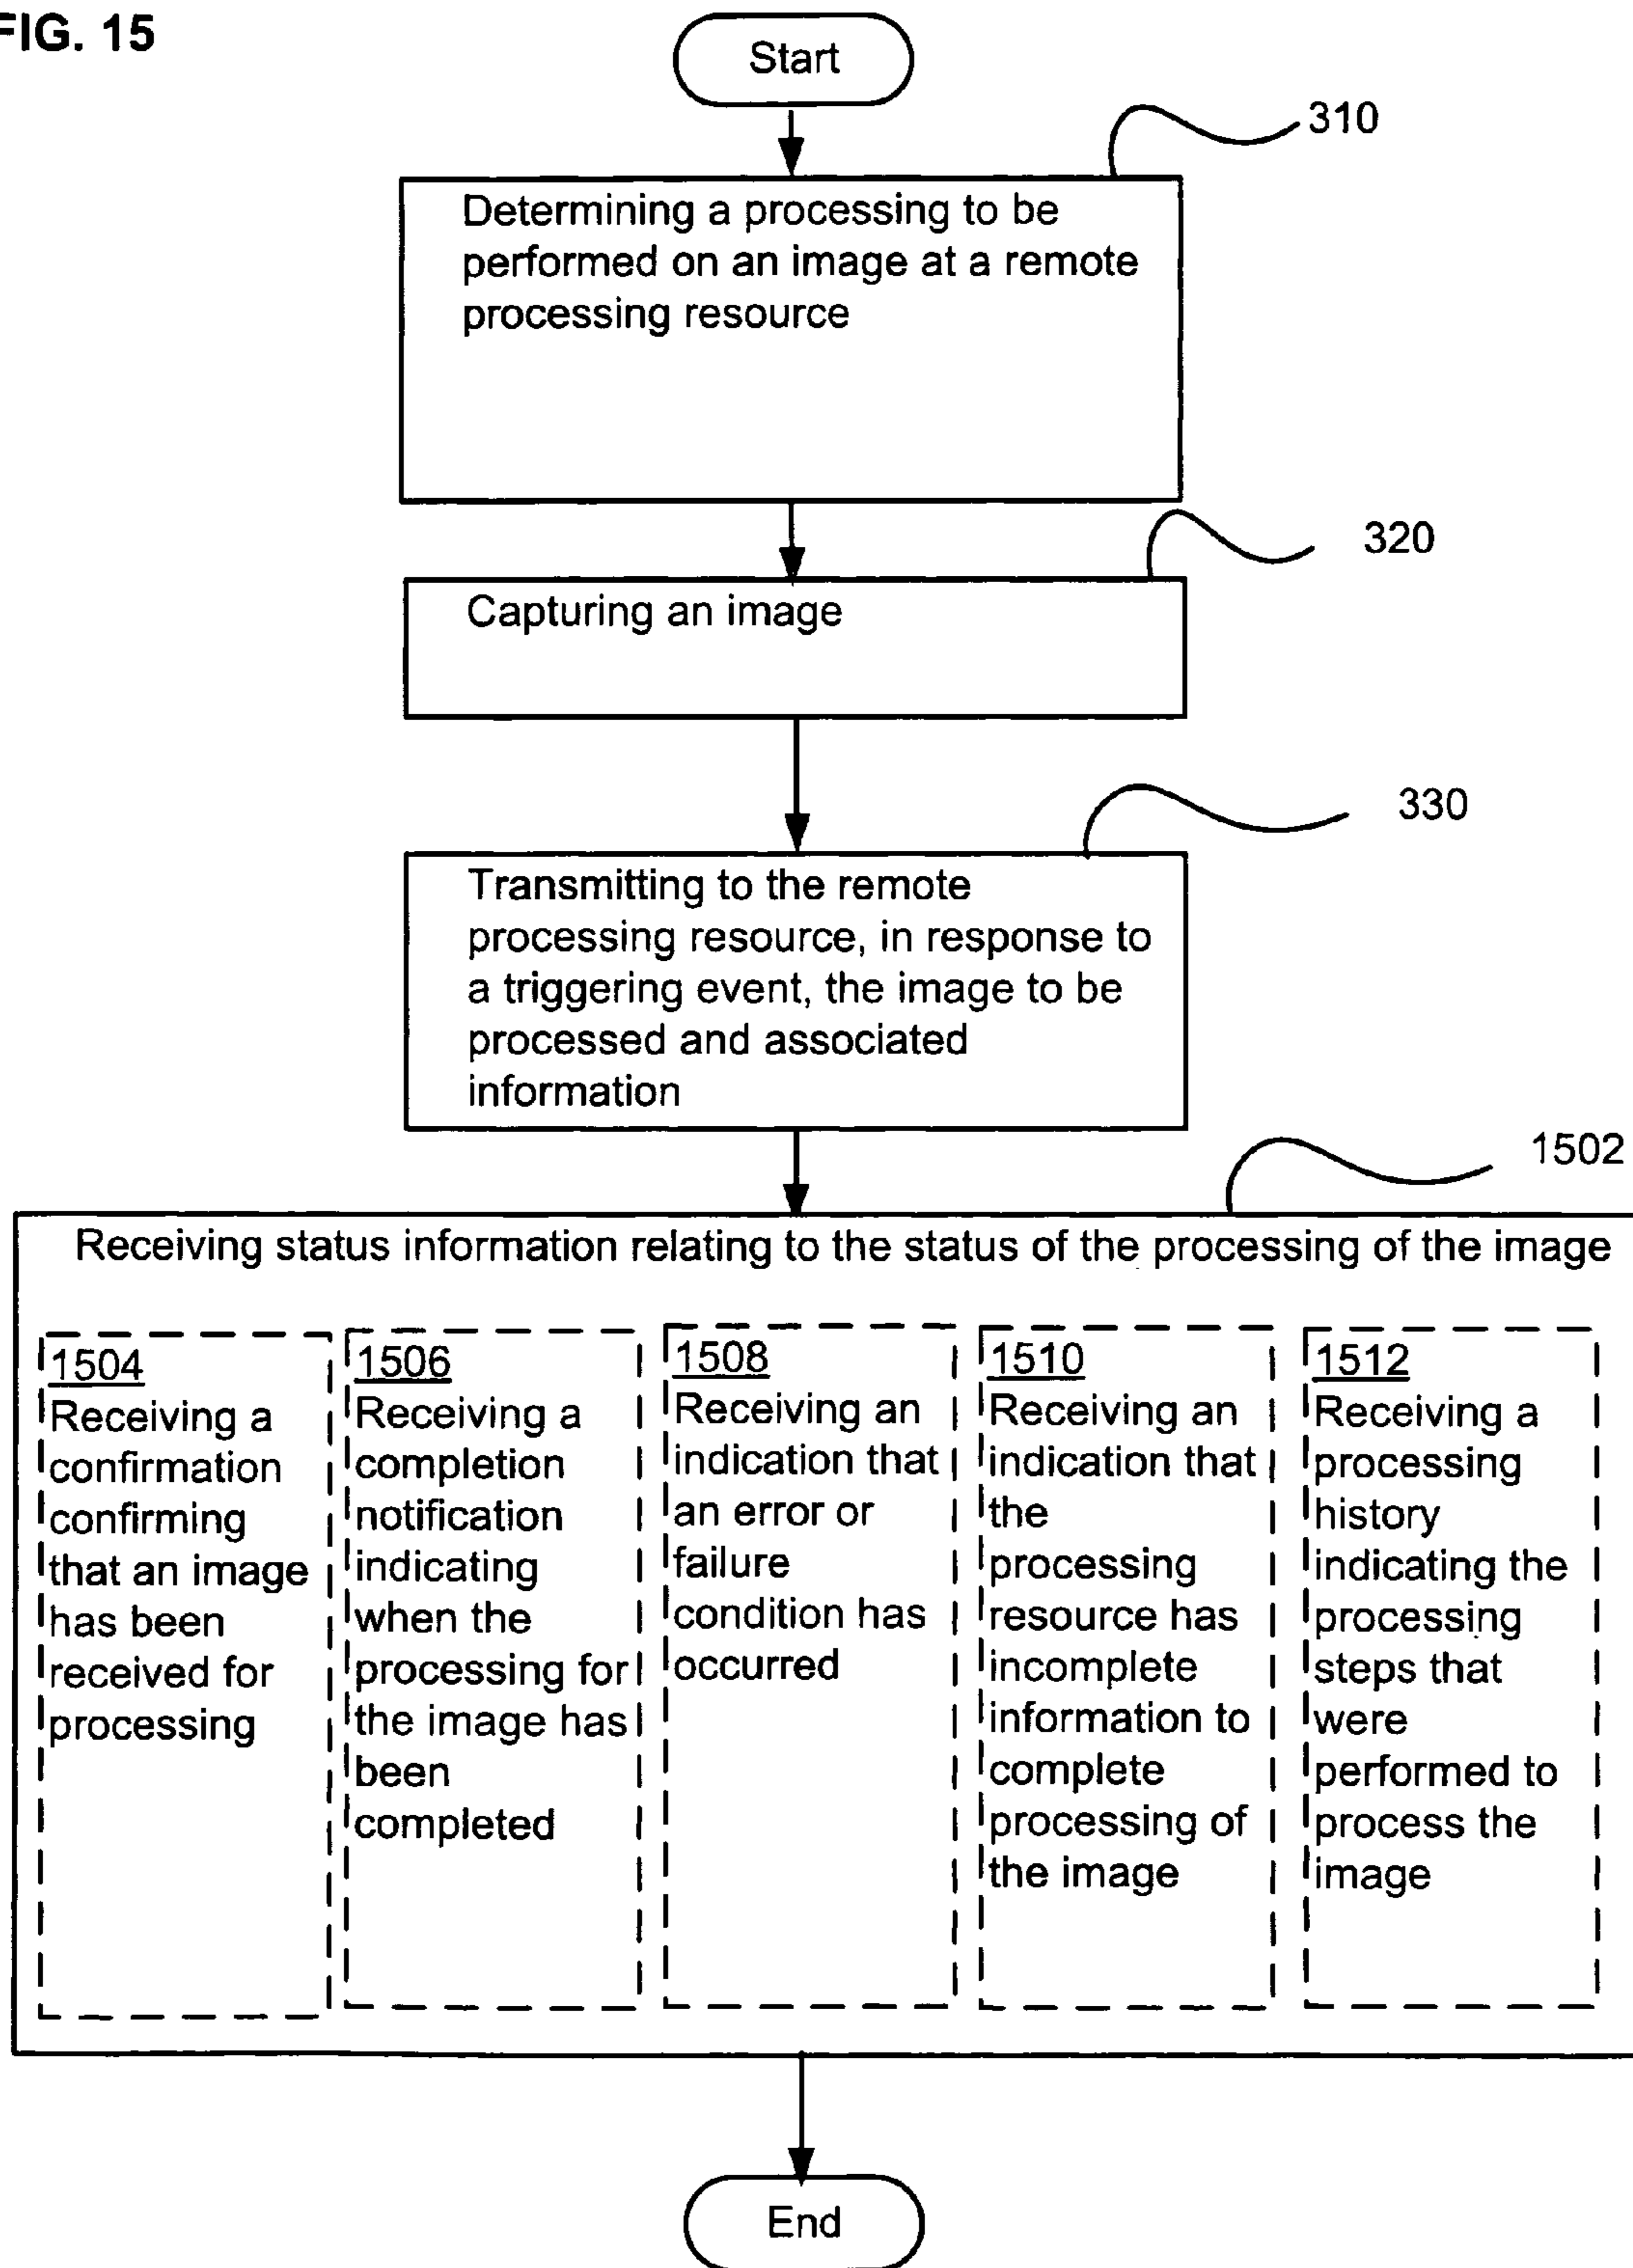 FIG. 15
Start
310
Determining a processing to be
performed on an image at a remote
processing resource
320
Capturing an image
330
Transmitting to the remote
processing resource, in response to
a triggering event, the image to be
processed and associated
information
1502
Receiving status information relating to the status of the processing of the image
1504
Receiving a
confirmation
confirming
that an image
has been
received for
processing
1506
Receiving a
completion
notification
indicating
when the
processing for
the image has
been
completed
1508
Receiving an
indication that
an error or
failure
condition has
occurred
1510
Receiving an
indication that
the
processing
resource has
incomplete
information to
complete
processing of
the image
1512
Receiving a
processing
history
indicating the
processing
steps that
were
performed to
process the
image
End